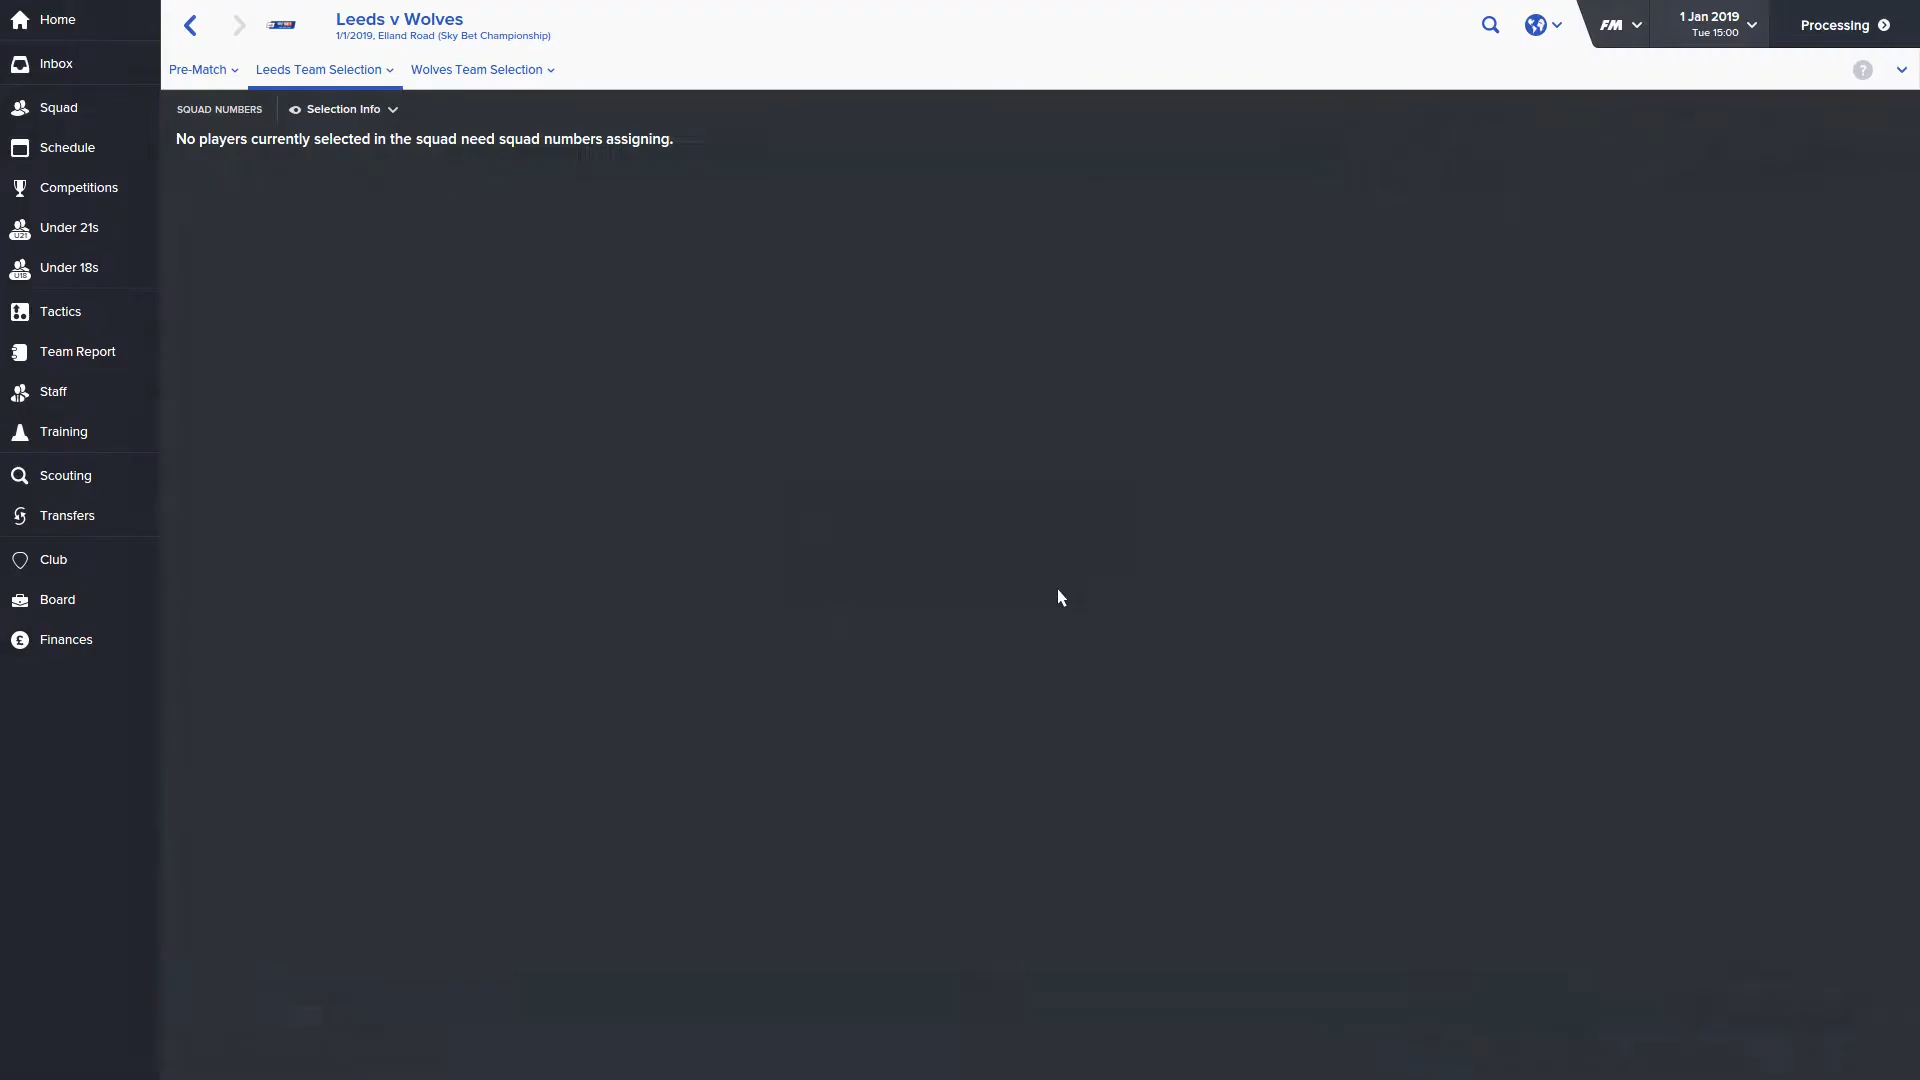 Home
Inbox
Squad
Schedule
Competitions
U21
Under 21s
U18
Under 18s
Tactics
Team Report
Staff
Training
Scouting
Transfers
Club
Board
£
Finances
Leeds v Wolves
1/1/2019, Elland Road (Sky Bet Championship)
FM
1 Jan 2019
Tue 15:00
Processing
Pre-Match
Leeds Team Selection
Wolves Team Selection
?
SQUAD NUMBERS
Selection Info
No players currently selected in the squad need squad numbers assigning.